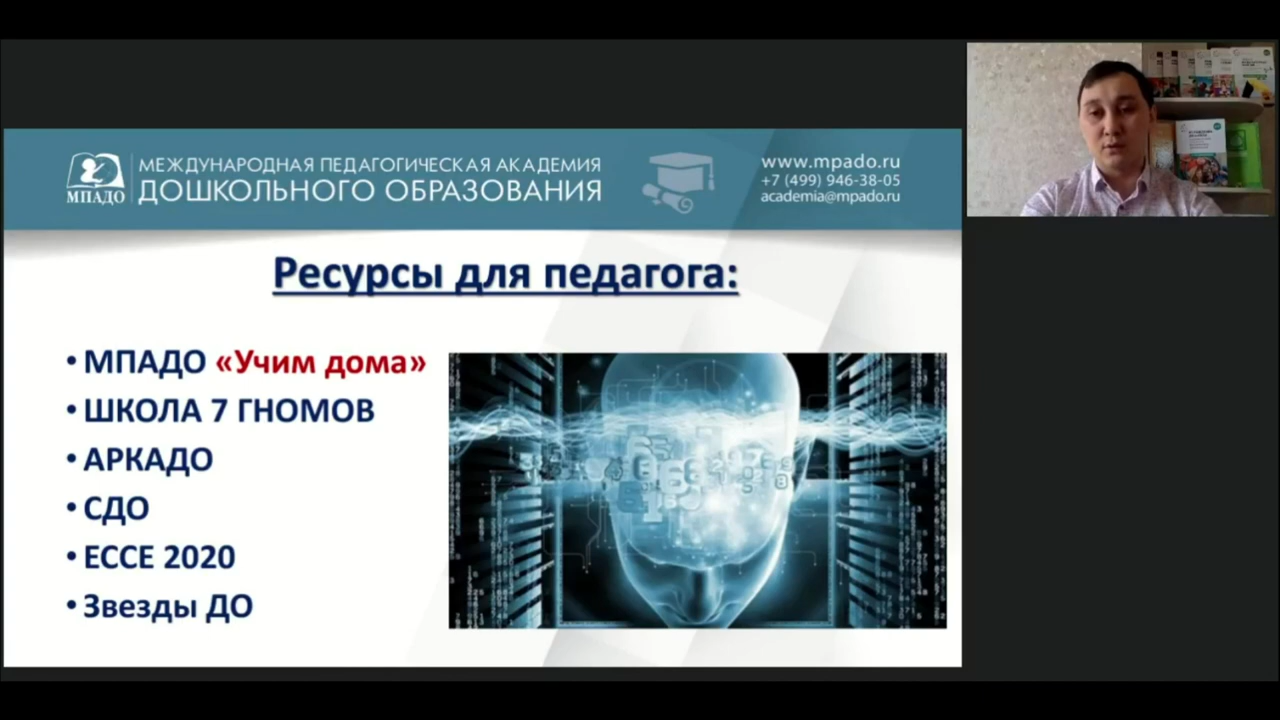 МПАДО
МЕЖДУНАРОДНАЯ ПЕДАГОГИЧЕСКАЯ АКАДЕМИЯ
ДОШКОЛЬНОГО ОБРАЗОВАНИЯ
www.mpado.ru
+7 (499) 946-38-05
academia@mpado.ru
Ресурсы для педагога:
• МПАДО «Учим дома»
• ШКОЛА 7 ГНОМОВ
• АРКАДО
• СДО
• ЕССЕ 2020
• Звезды ДО